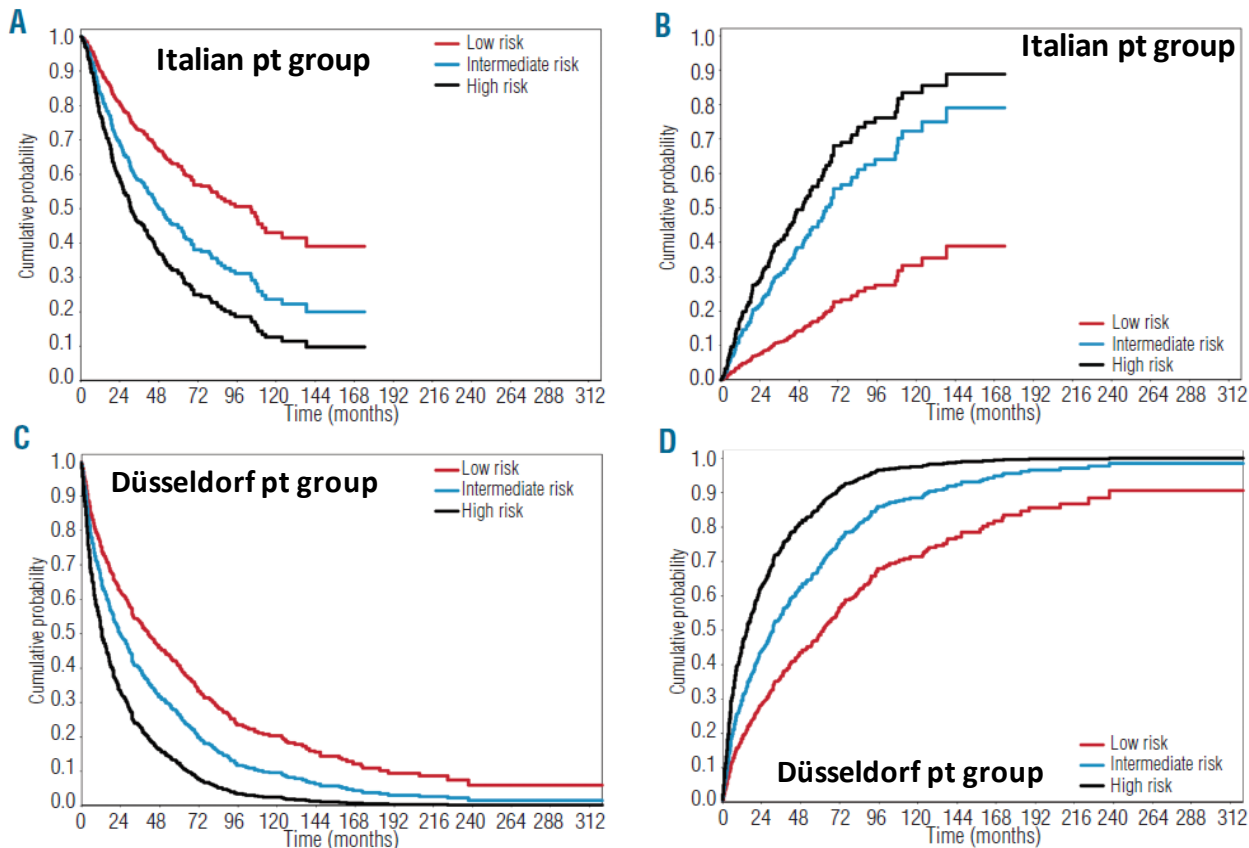 A
Italian pt group
Low risk
Intermediate risk
High risk
Cumulative probability
1.0
0.9
0.8
0.7
0.6
0.5
0.4
0.3
0.2
0.1
0.0
0 24 48 72 96 120 144 168 192 216 240 264 288 312
Time (months)
B
Italian pt group
Cumulative probability
1.0
0.9
0.8
0.7
0.6
0.5
0.4
0.3
0.2
0.1
0.0
Low risk
Intermediate risk
High risk
0 24 48 72 96 120 144 168 192 216 240 264 288 312
Time (months)
C
Düsseldorf pt group
Low risk
Intermediate risk
High risk
Cumulative probability
1.0
0.9
0.8
0.7
0.6
0.5
0.4
0.3
0.2
0.1
0.0
0 24 48 72 96 120 144 168 192 216 240 264 288 312
Time (months)
D
Cumulative probability
1.0
0.9
0.8
0.7
0.6
0.5
0.4
0.3
0.2
0.1
0.0
Low risk
Intermediate risk
High risk
Düsseldorf pt group
0 24 48 72 96 120 144 168 192 216 240 264 288 312
Time (months)